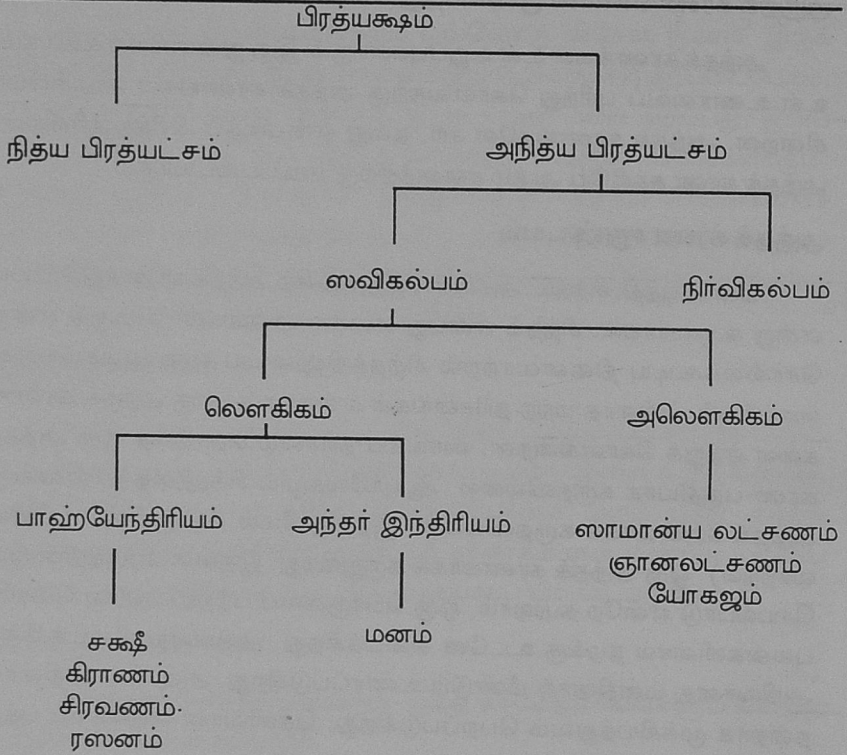 பிரத்யக்ஷம்
நித்ய பிரத்யட்சம்
அநித்ய பிரத்யட்சம்
ஸவிகல்பம்
நிர்விகல்பம்
லௌகிகம்
அலௌகிகம்
பாஹ்யேந்திரியம்
அந்தர் இந்திரியம்
ஸாமான்ய லட்சணம்
ஞானலட்சணம்
யோகஜம்
மனம்
சக்ஷீ
கிராணம்
சிரவணம்.
ரஸனம்